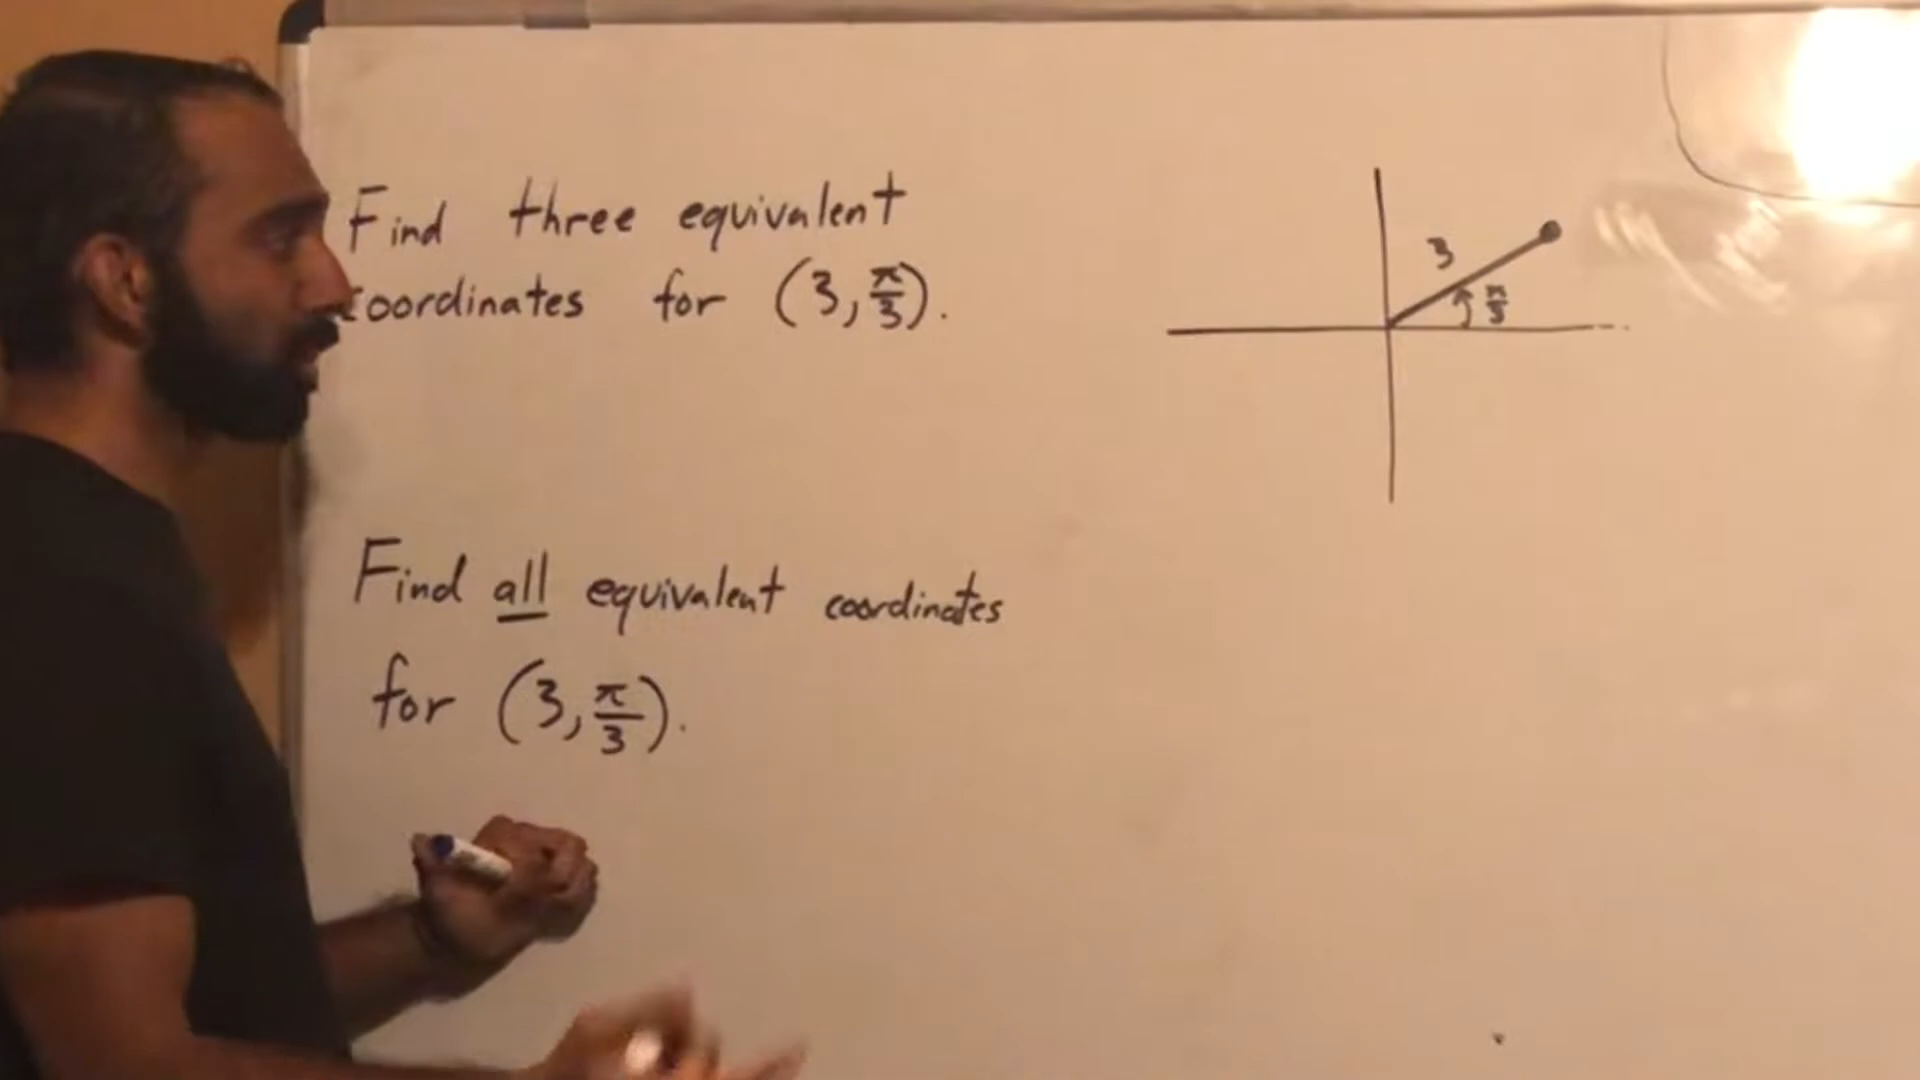 Find three equivalent
coordinates for (3, π/3).
3
π/3
Find all equivalent coordinates
for (3, π/3).